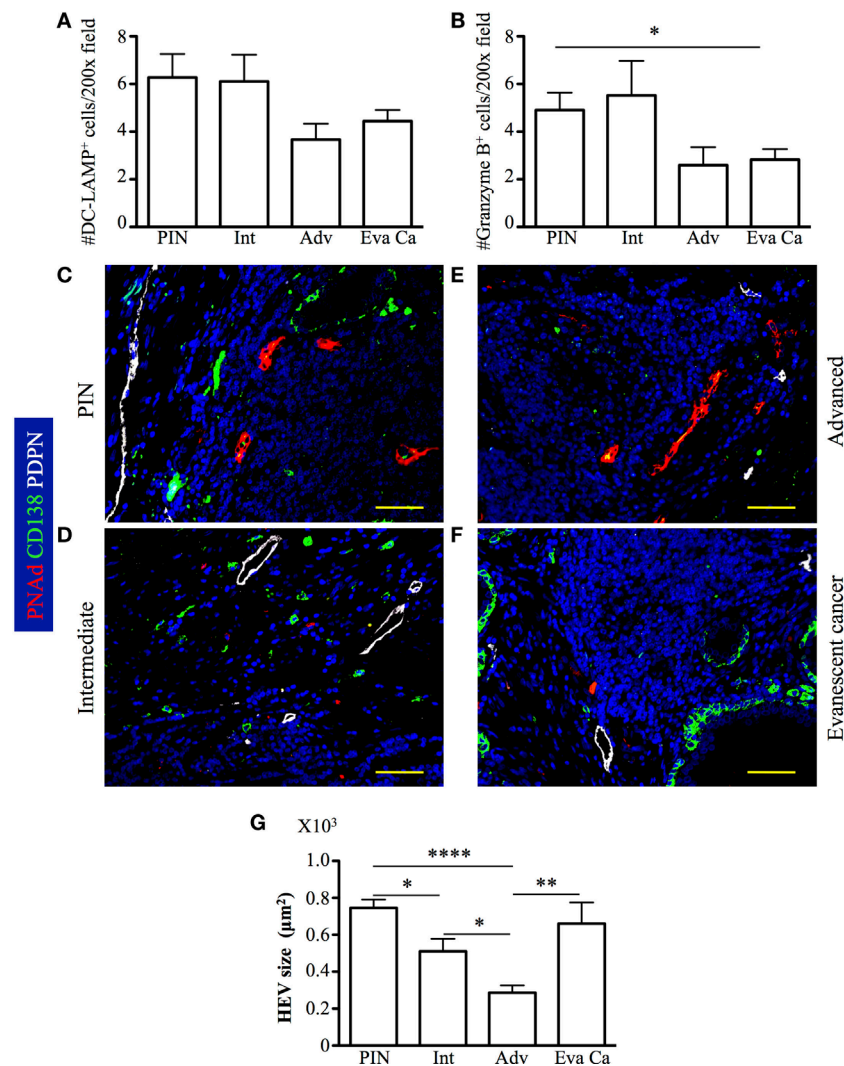 A
#DC-LAMP⁺ cells/200x field
8
6
4
2
0
PIN Int Adv Eva Ca
B
#Granzyme B⁺ cells/200x field
8
6
4
2
0
*
PIN Int Adv Eva Ca
PNAd CD138 PDPN
C
PIN
E
Advanced
D
Intermediate
F
Evanescent cancer
G
X10³
HEV size (µm²)
1.0
0.8
0.6
0.4
0.2
0
****
*
**
*
PIN Int Adv Eva Ca